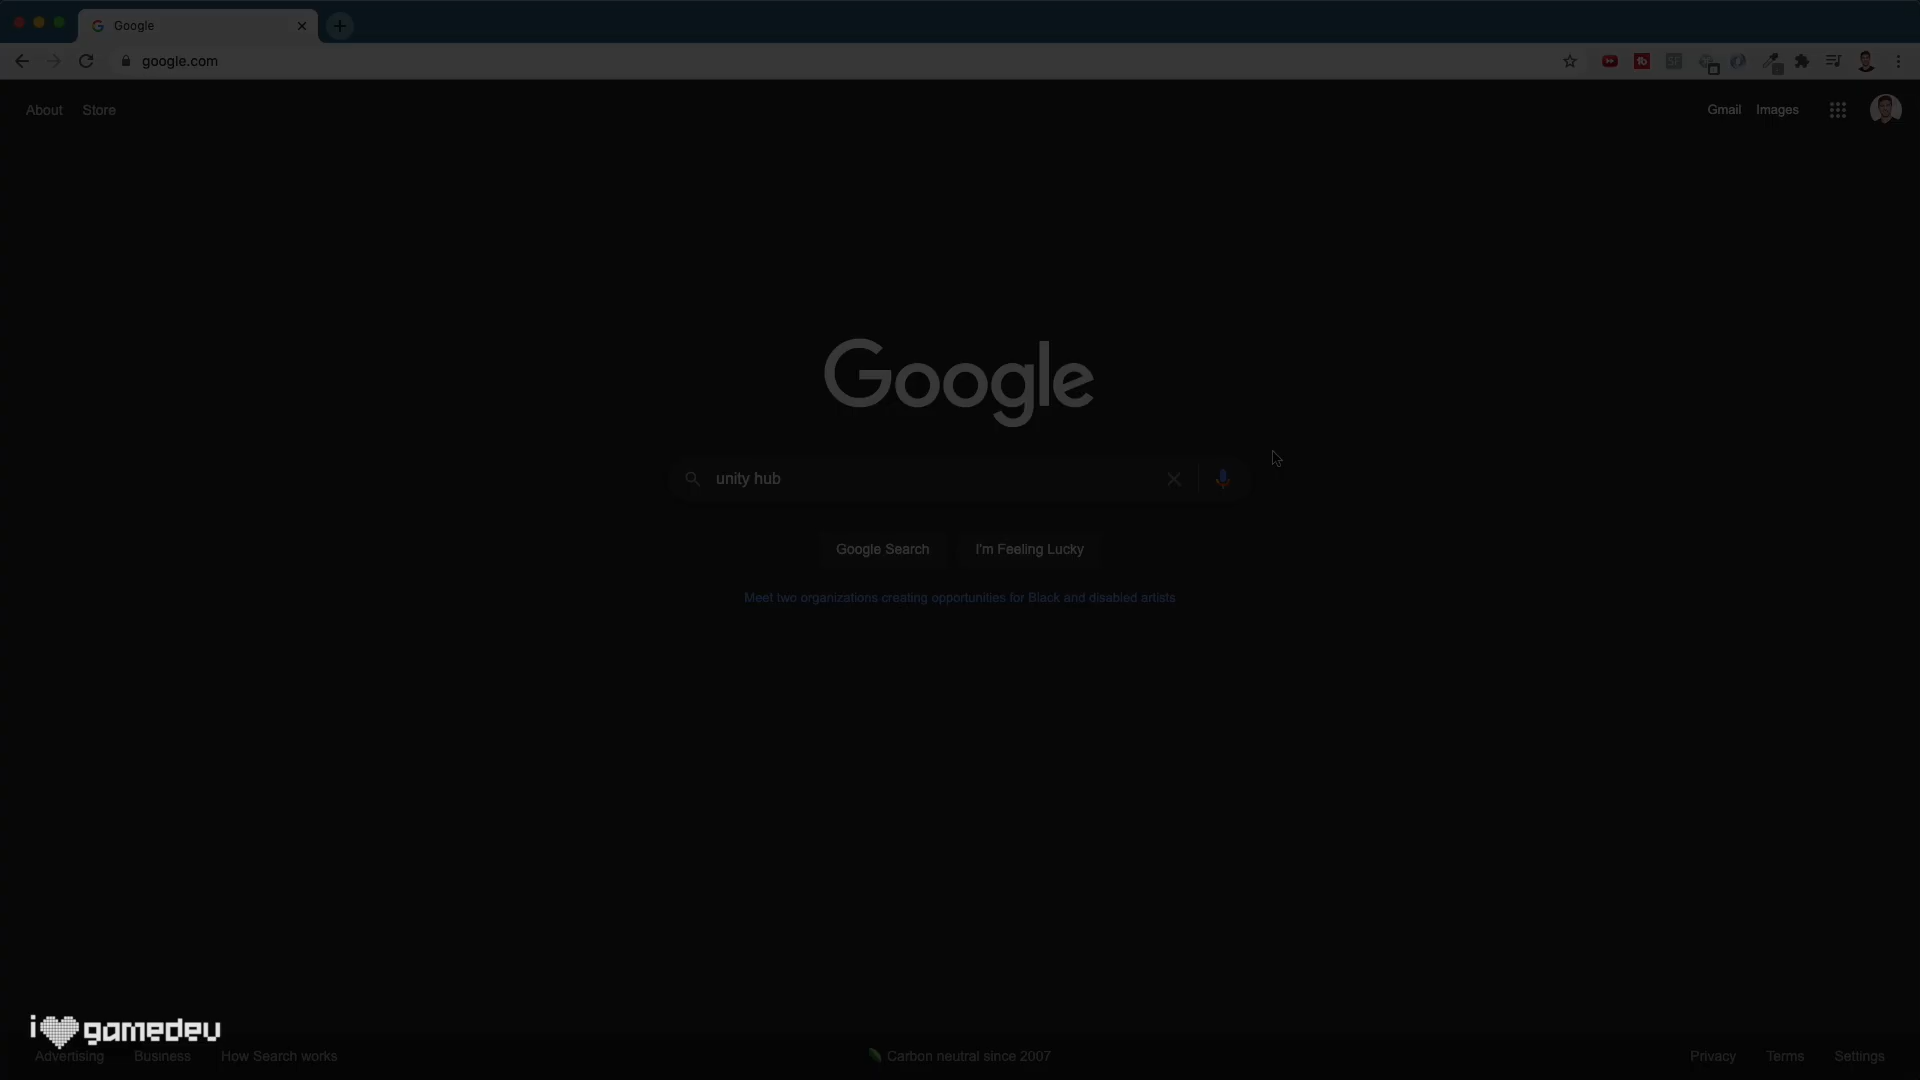 Google
google.com
About Store
Gmail Images
Google
unity hub
Google Search I'm Feeling Lucky
Meet two organizations creating opportunities for Black and disabled artists
i gamedev
Advertising Business How Search works
Carbon neutral since 2007
Privacy Terms Settings